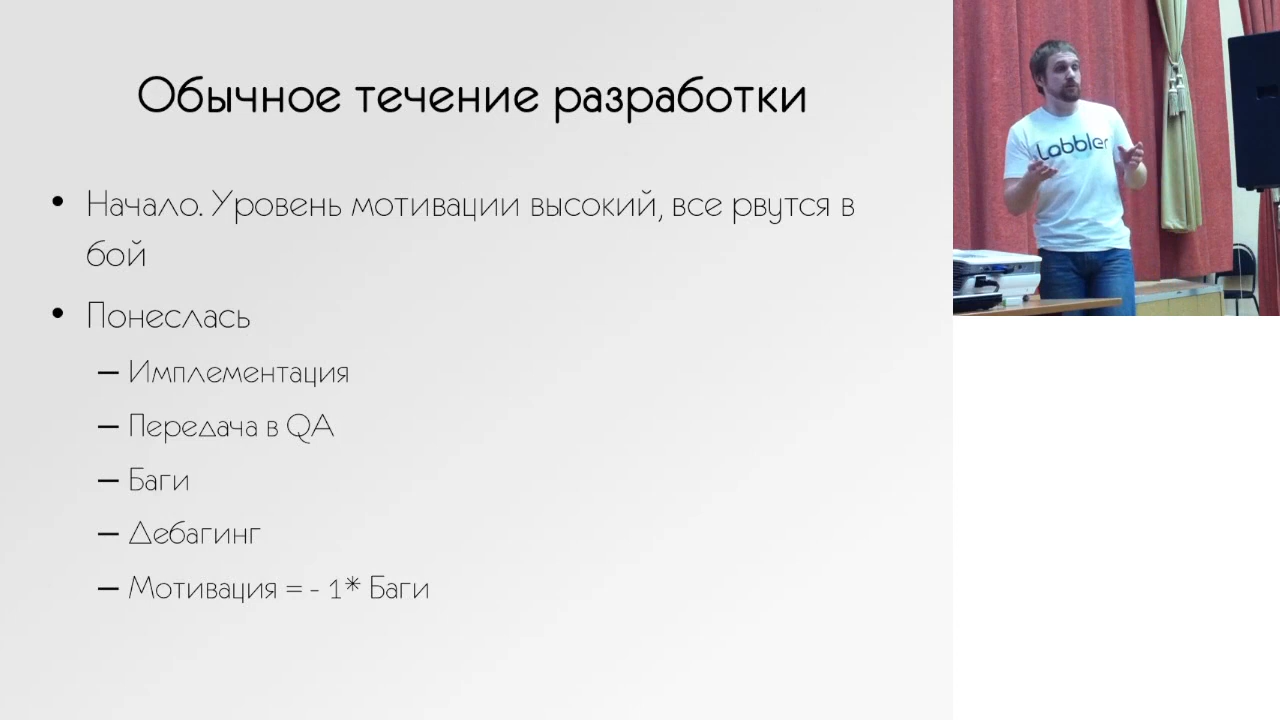 Обычное течение разработки
• Начало. Уровень мотивации высокий, все рвутся в
бой
• Понеслась
– Имплементация
– Передача в QA
– Баги
– Дебагинг
– Мотивация = - 1* Баги
Labbler